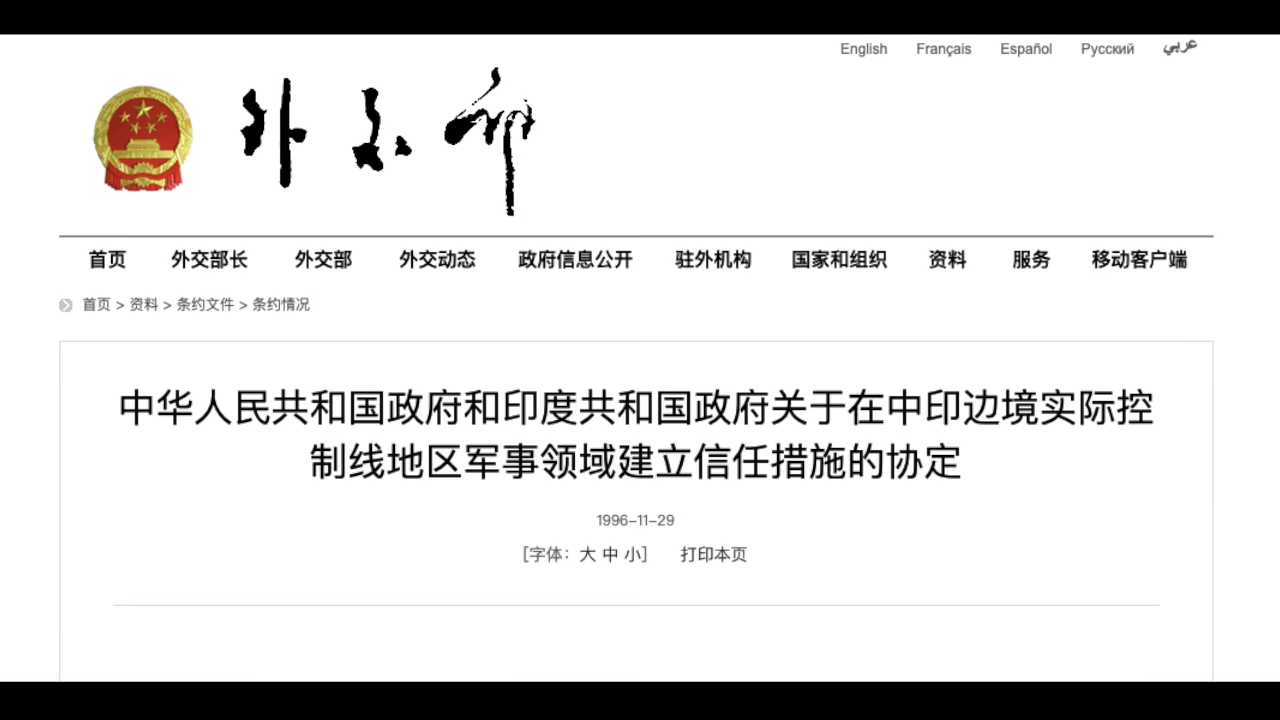 English Français Español Русский عربي
外交部
首页 外交部长 外交部 外交动态 政府信息公开 驻外机构 国家和组织 资料 服务 移动客户端
首页 > 资料 > 条约文件 > 条约情况
中华人民共和国政府和印度共和国政府关于在中印边境实际控
制线地区军事领域建立信任措施的协定
1996-11-29
[字体：大 中 小] 打印本页